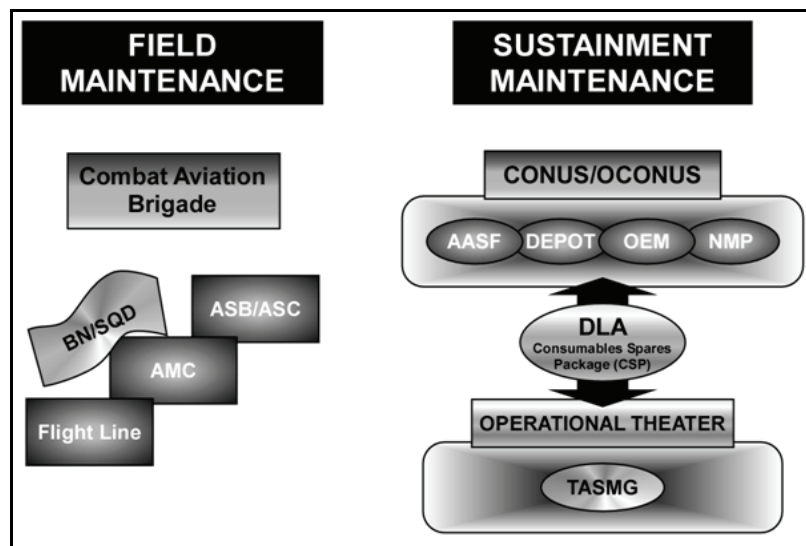 FIELD
MAINTENANCE
Combat Aviation
Brigade
BN/SQD
ASB/ASC
AMC
Flight Line
SUSTAINMENT
MAINTENANCE
CONUS/OCONUS
AASF DEPOT OEM NMP
DLA
Consumables Spares
Package (CSP)
OPERATIONAL THEATER
TASMG